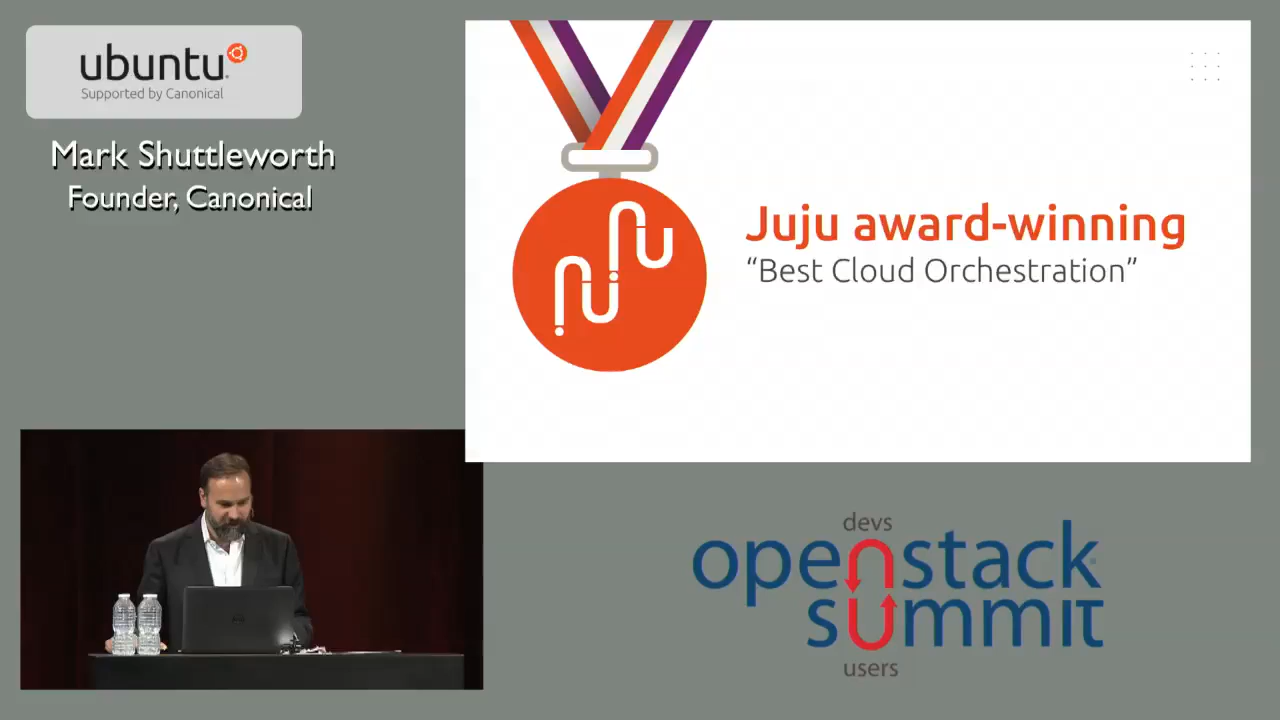 ubuntu
Supported by Canonical
Mark Shuttleworth
Founder, Canonical
Juju award-winning
“Best Cloud Orchestration”
devs
openstack
summit
users